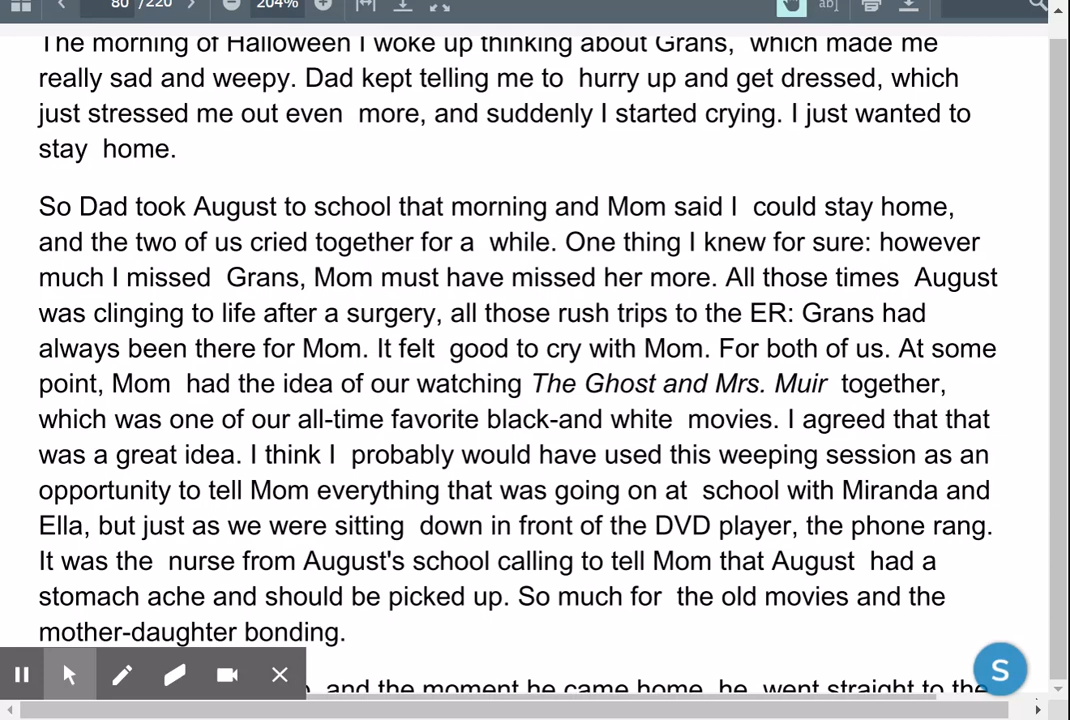 80 /220 204% ab|
The morning of Halloween I woke up thinking about Grans, which made me
really sad and weepy. Dad kept telling me to hurry up and get dressed, which
just stressed me out even more, and suddenly I started crying. I just wanted to
stay home.
So Dad took August to school that morning and Mom said I could stay home,
and the two of us cried together for a while. One thing I knew for sure: however
much I missed Grans, Mom must have missed her more. All those times August
was clinging to life after a surgery, all those rush trips to the ER: Grans had
always been there for Mom. It felt good to cry with Mom. For both of us. At some
point, Mom had the idea of our watching The Ghost and Mrs. Muir together,
which was one of our all-time favorite black-and white movies. I agreed that that
was a great idea. I think I probably would have used this weeping session as an
opportunity to tell Mom everything that was going on at school with Miranda and
Ella, but just as we were sitting down in front of the DVD player, the phone rang.
It was the nurse from August's school calling to tell Mom that August had a
stomach ache and should be picked up. So much for the old movies and the
mother-daughter bonding.
and the moment he came home, he went straight to the
S